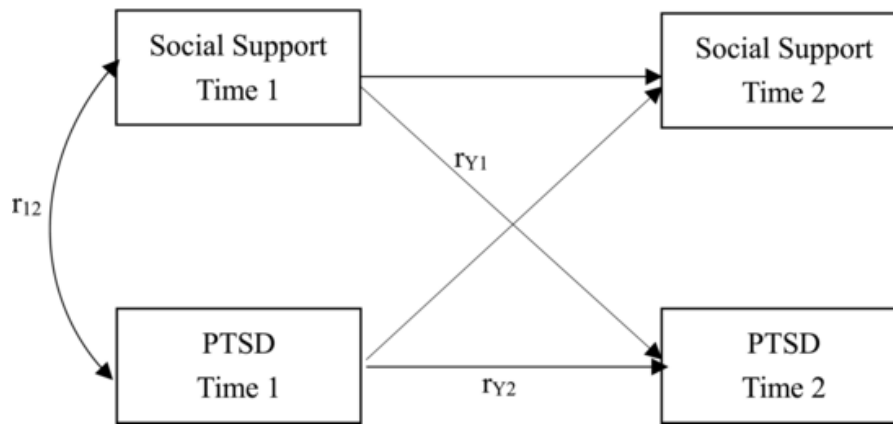 Social Support
Time 1
Social Support
Time 2
rY1
r12
PTSD
Time 1
rY2
PTSD
Time 2